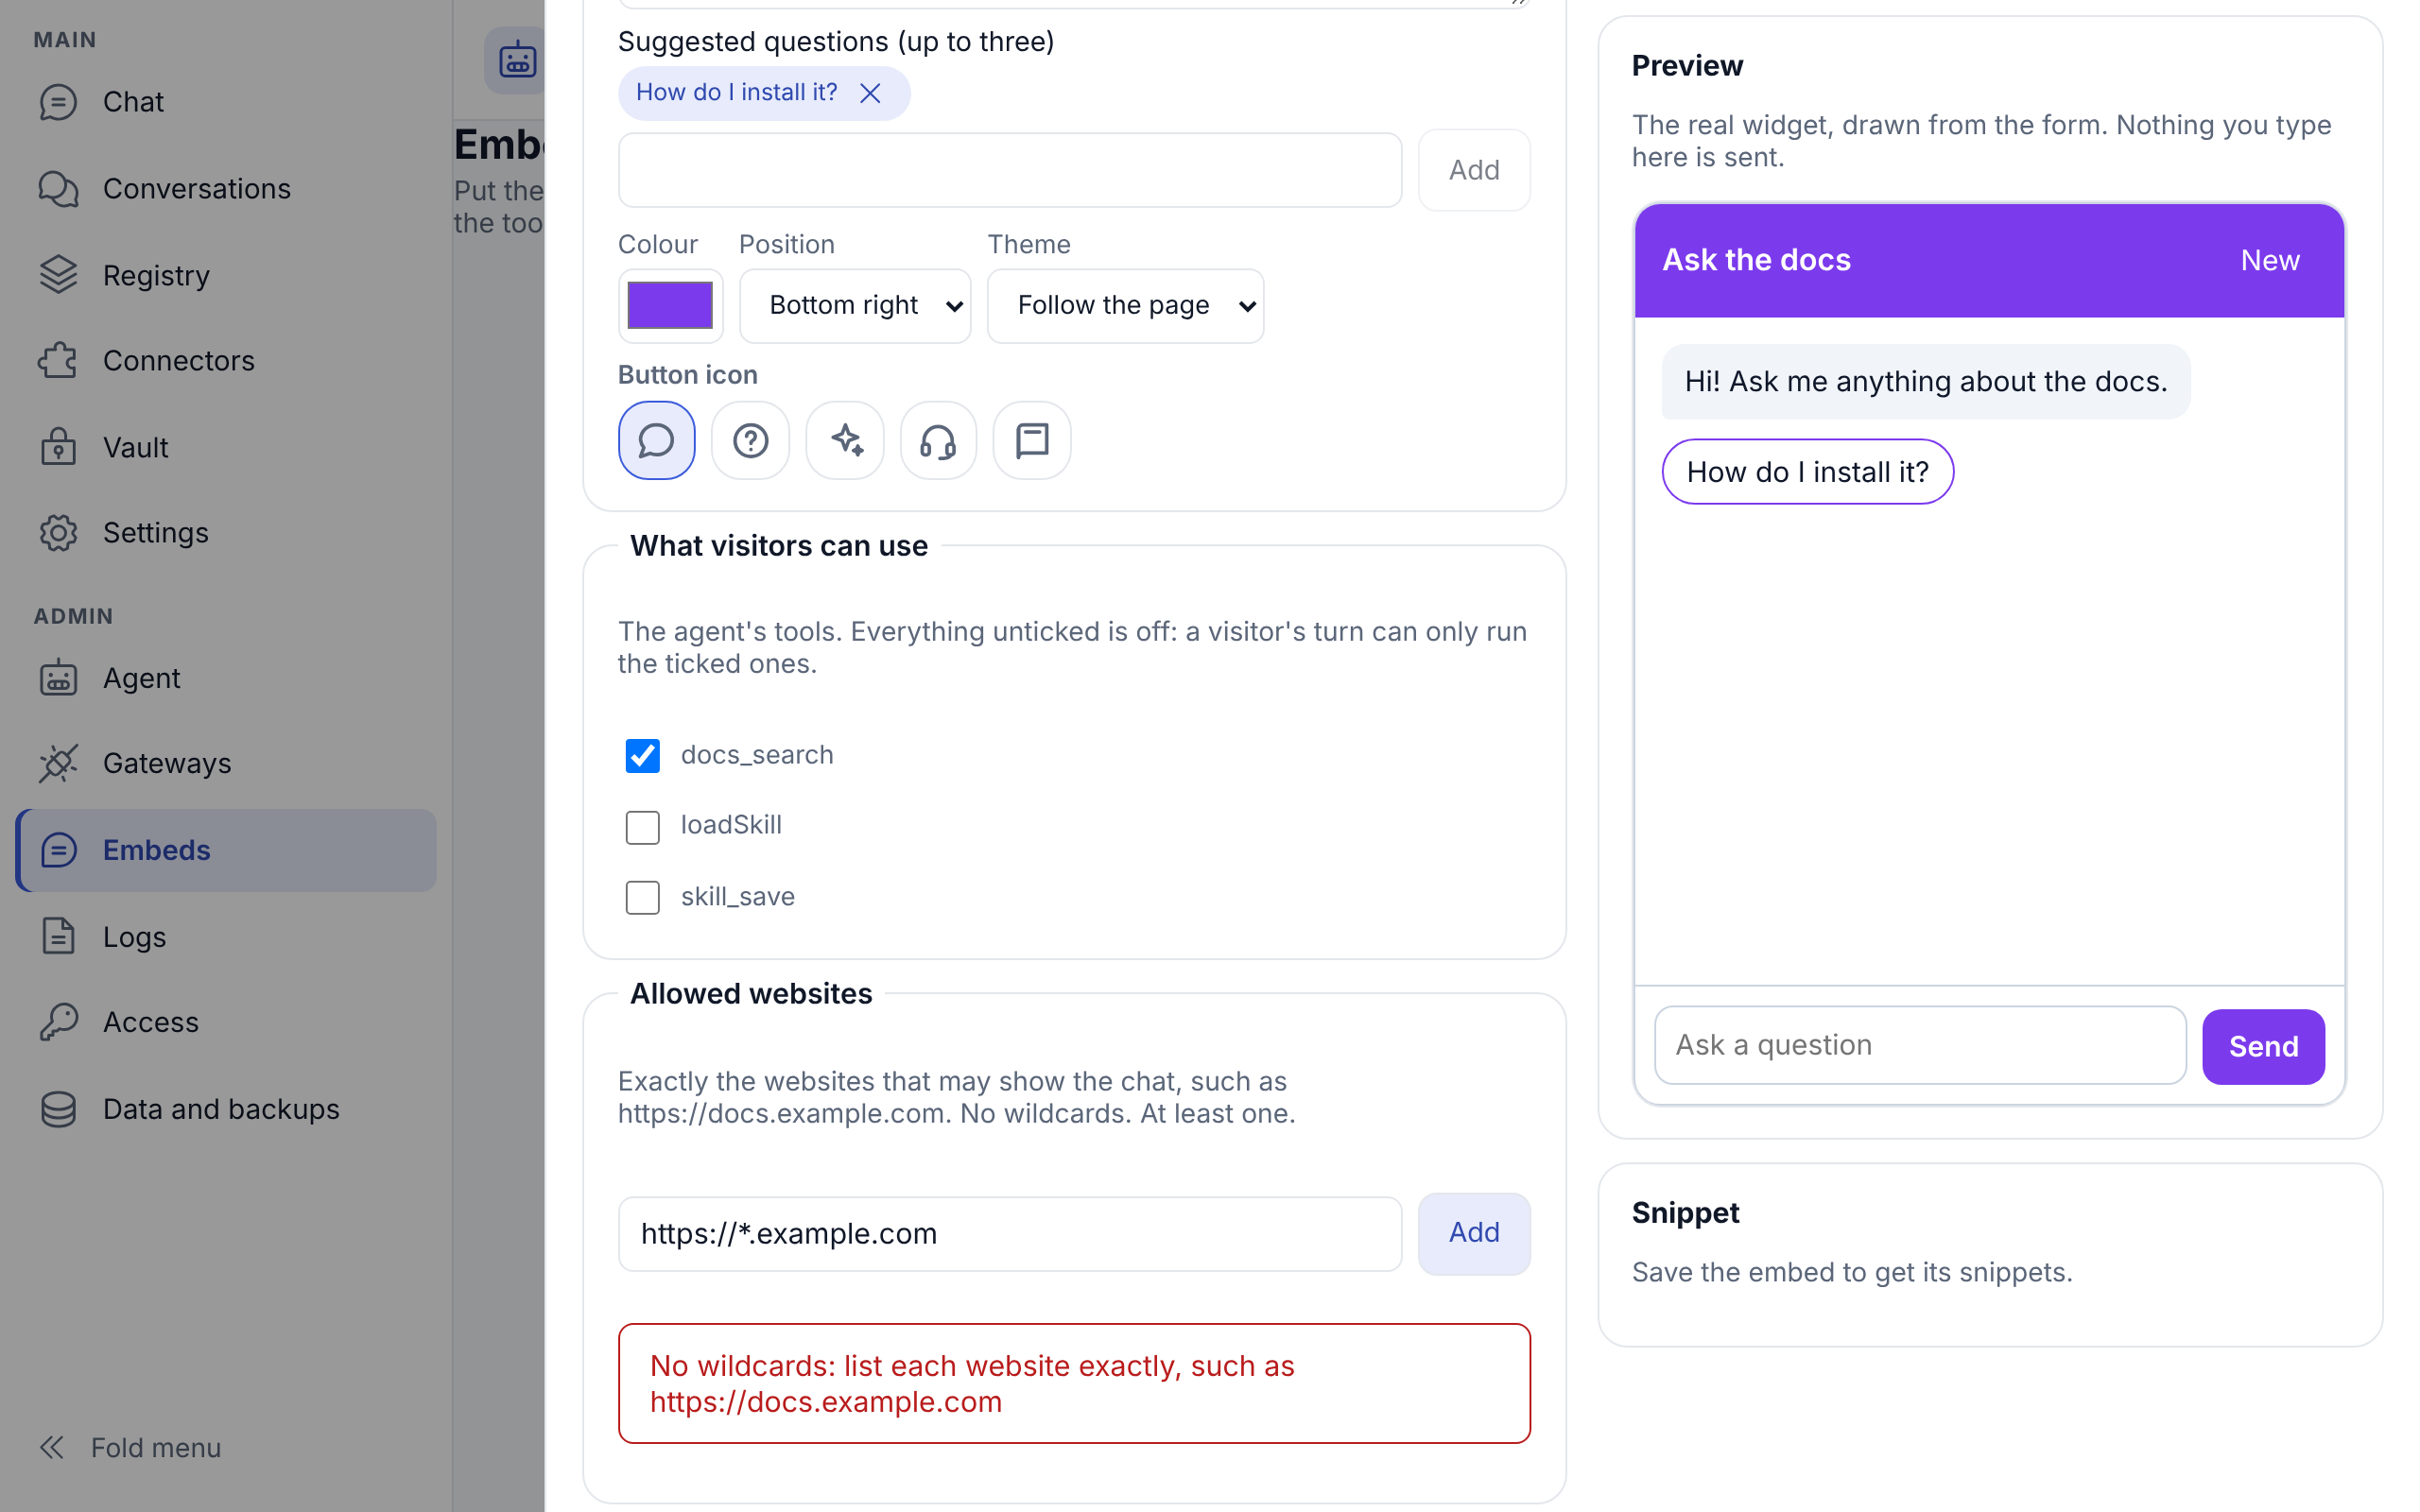 MAIN
Chat
Conversations
Registry
Connectors
Vault
Settings
ADMIN
Agent
Gateways
Embeds
Logs
Access
Data and backups
Fold menu
Put the
the too
Suggested questions (up to three)
How do I install it?
Add
Colour
Position
Theme
Bottom right
Follow the page
Button icon
What visitors can use
The agent's tools. Everything unticked is off: a visitor's turn can only run
the ticked ones.
docs_search
loadSkill
skill_save
Allowed websites
Exactly the websites that may show the chat, such as
https://docs.example.com. No wildcards. At least one.
https://*.example.com
Add
No wildcards: list each website exactly, such as
https://docs.example.com
Preview
The real widget, drawn from the form. Nothing you type
here is sent.
Ask the docs
New
Hi! Ask me anything about the docs.
How do I install it?
Ask a question
Send
Snippet
Save the embed to get its snippets.